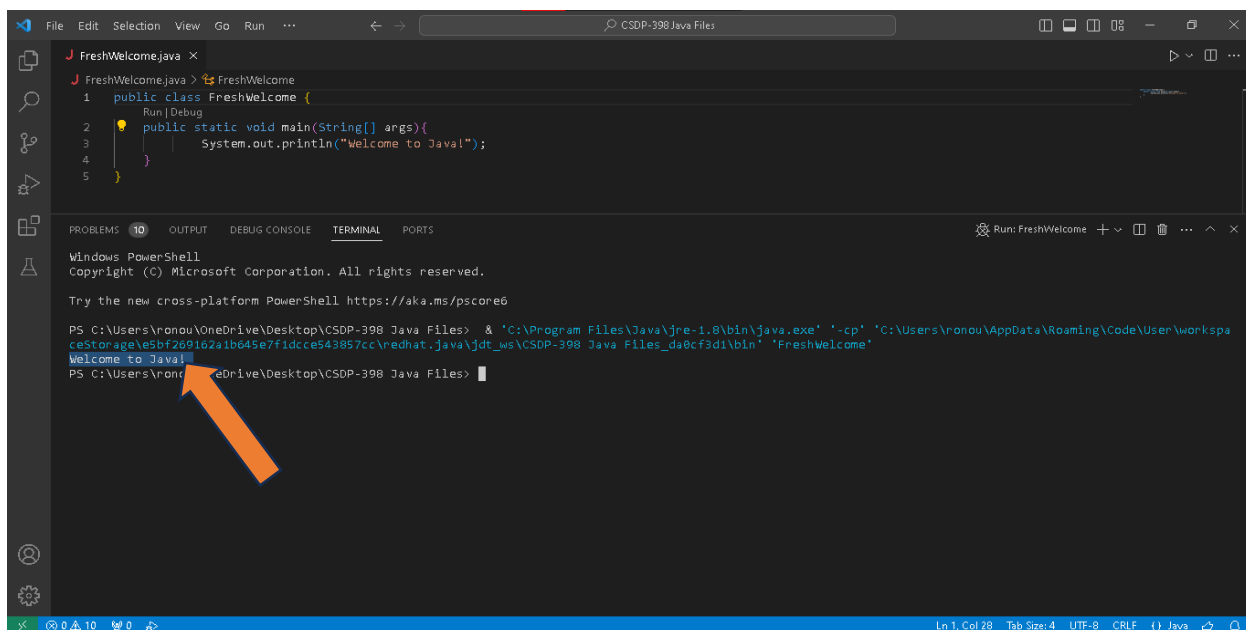 File Edit Selection View Go Run ··· CSDP-398 Java Files
FreshWelcome.java
FreshWelcome.java > FreshWelcome
1 public class FreshWelcome {
Run | Debug
2 public static void main(String[] args){
3 System.out.println("Welcome to Java!");
4 }
5 }
PROBLEMS 10 OUTPUT DEBUG CONSOLE TERMINAL PORTS Run: FreshWelcome
Windows PowerShell
Copyright (C) Microsoft Corporation. All rights reserved.
Try the new cross-platform PowerShell https://aka.ms/pscore6
PS C:\Users\ronou\OneDrive\Desktop\CSDP-398 Java Files> & 'C:\Program Files\Java\jre-1.8\bin\java.exe' '-cp' 'C:\Users\ronou\AppData\Roaming\Code\User\workspa
ceStorage\e5bf269162a1b645e7f1dcce543857cc\redhat.java\jdt_ws\CSDP-398 Java Files_da0cf3d1\bin' 'FreshWelcome'
Welcome to Java!
PS C:\Users\ eDrive\Desktop\CSDP-398 Java Files>
0 10 0 Ln 1, Col 28 Tab Size: 4 UTF-8 CRLF {} Java